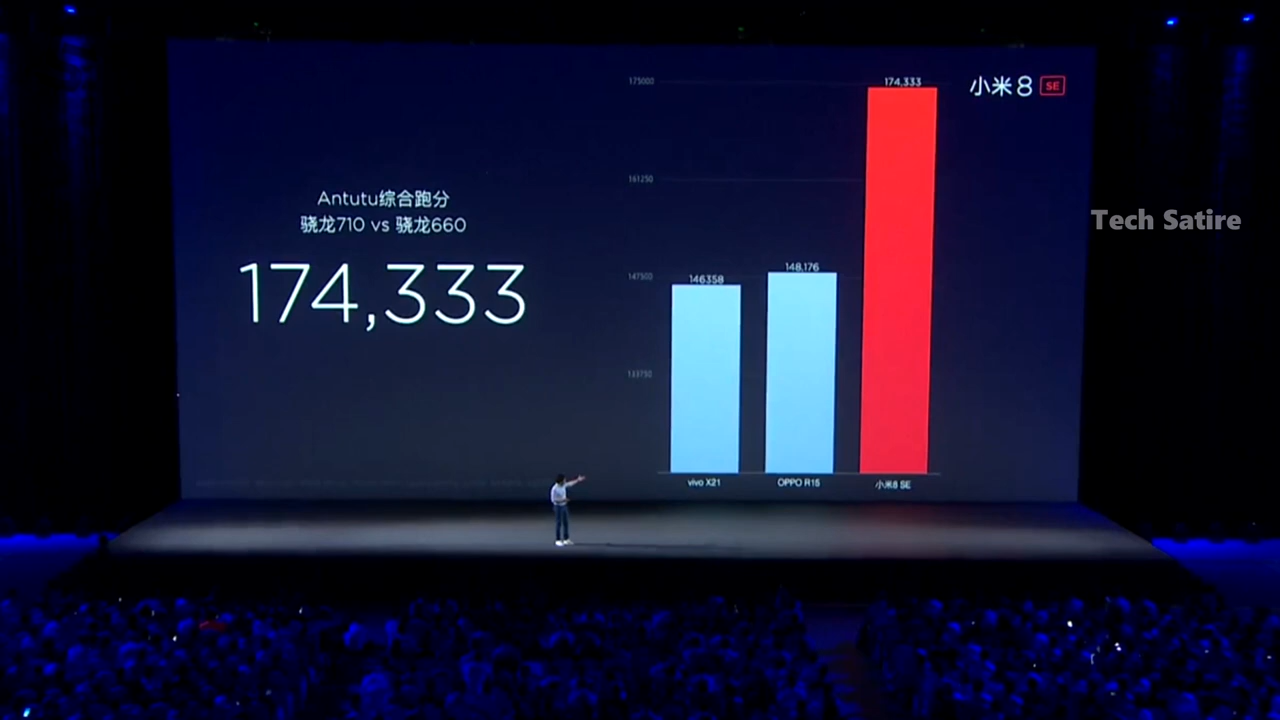 Antutu综合跑分
骁龙710 vs 骁龙660
174,333
175000
161250
147500
133750
146358
148,176
174,333
vivo X21
OPPO R15
小米8 SE
小米8 SE
Tech Satire